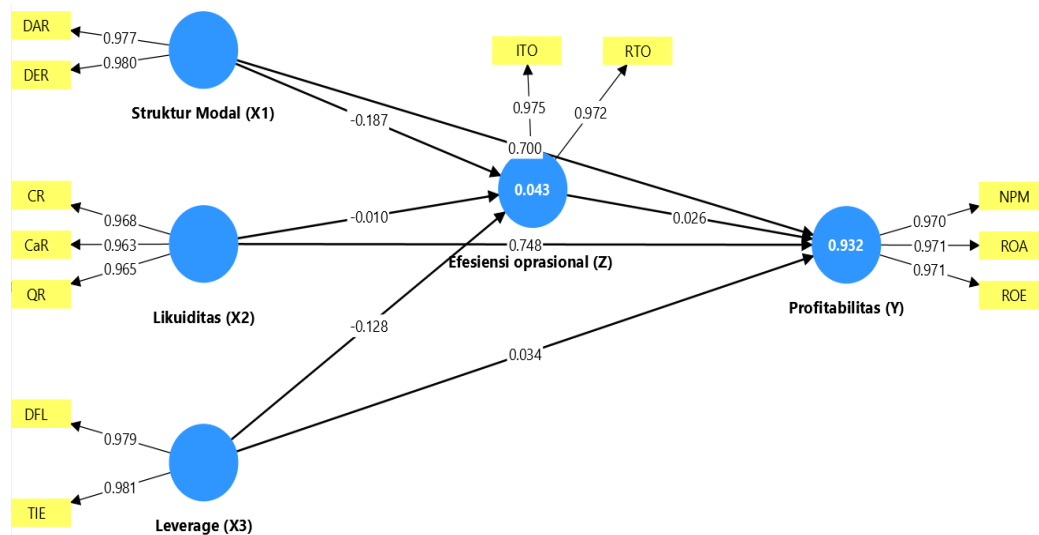 DAR
0.977
DER
0.980
Struktur Modal (X1)
ITO
RTO
0.975
0.972
-0.187
0.700
0.043
CR
0.968
CaR
0.963
QR
0.965
Likuiditas (X2)
-0.010
0.748
0.026
Efesiensi oprasional (Z)
0.932
0.970
NPM
0.971
ROA
0.971
ROE
Profitabilitas (Y)
-0.128
0.034
DFL
0.979
TIE
0.981
Leverage (X3)